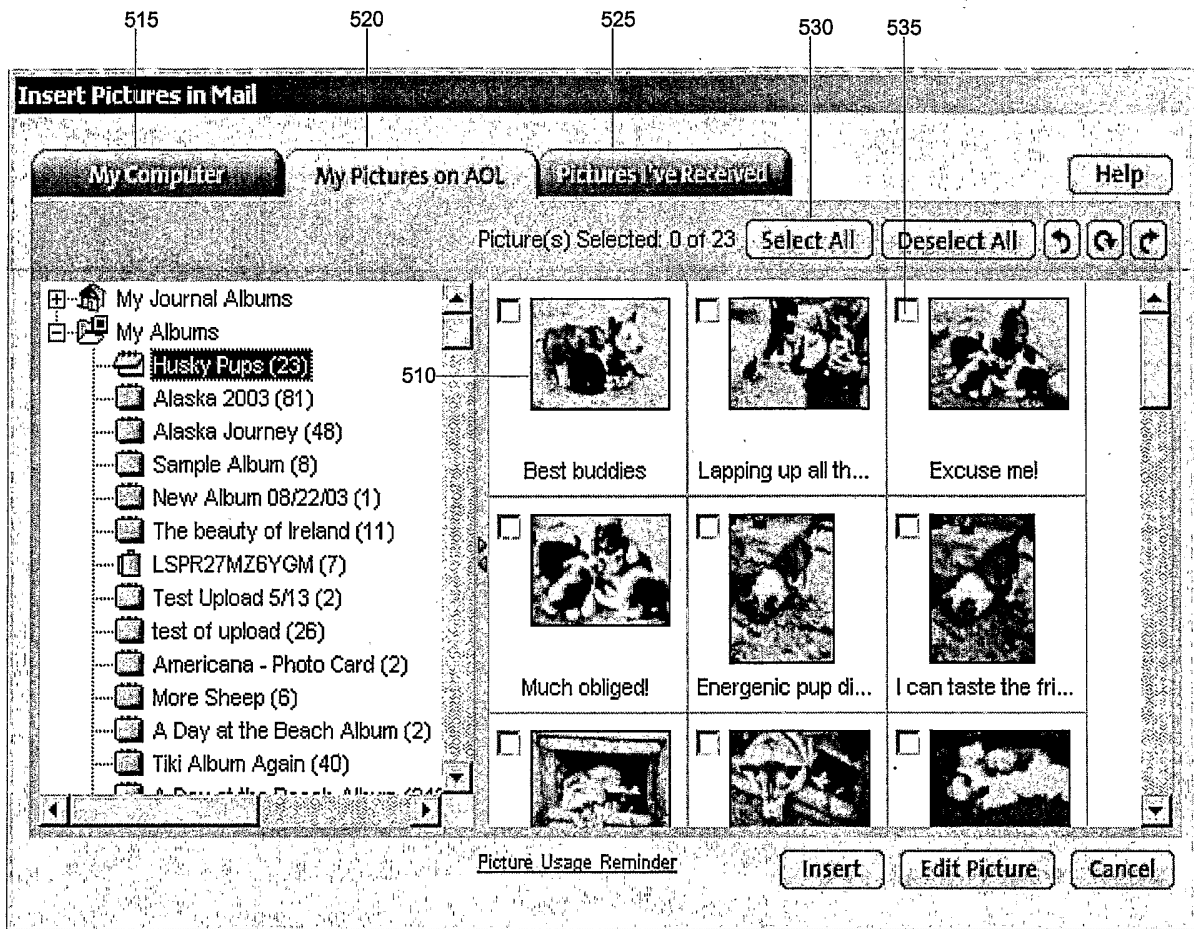 515 520 525 530 535
Insert Pictures in Mail
My Computer My Pictures on AOL Pictures I've Received Help
Picture(s) Selected: 0 of 23 Select All Deselect All
My Journal Albums
My Albums
Husky Pups (23)
Alaska 2003 (81)
Alaska Journey (48)
Sample Album (8)
New Album 08/22/03 (1)
The beauty of Ireland (11)
LSPR27MZ6YGM (7)
Test Upload 5/13 (2)
test of upload (26)
Americana - Photo Card (2)
More Sheep (6)
A Day at the Beach Album (2)
Tiki Album Again (40)
A Day at the Beach Album
510
Best buddies Lapping up all th... Excuse me!
Much obliged! Energenic pup di... I can taste the fri...
Picture Usage Reminder Insert Edit Picture Cancel